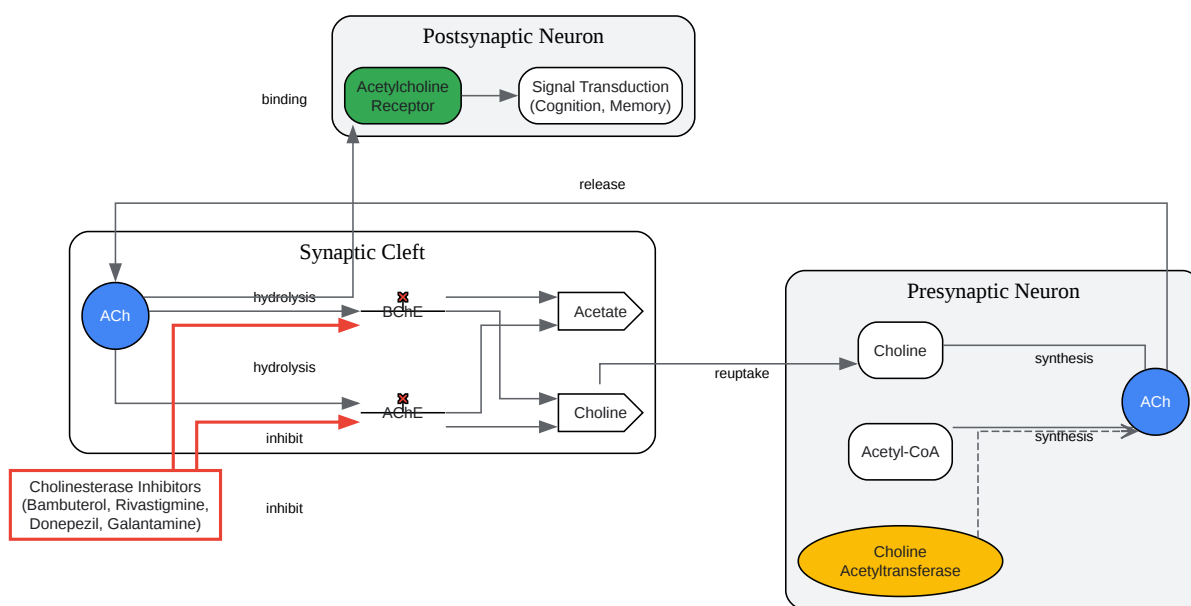 Postsynaptic Neuron
Acetylcholine
Receptor
Signal Transduction
(Cognition, Memory)
binding
release
Synaptic Cleft
ACh
hydrolysis
BChE
Acetate
hydrolysis
AChE
Choline
inhibit
reuptake
Presynaptic Neuron
Choline
synthesis
ACh
Acetyl-CoA
synthesis
Choline
Acetyltransferase
Cholinesterase Inhibitors
(Bambuterol, Rivastigmine,
Donepezil, Galantamine)
inhibit